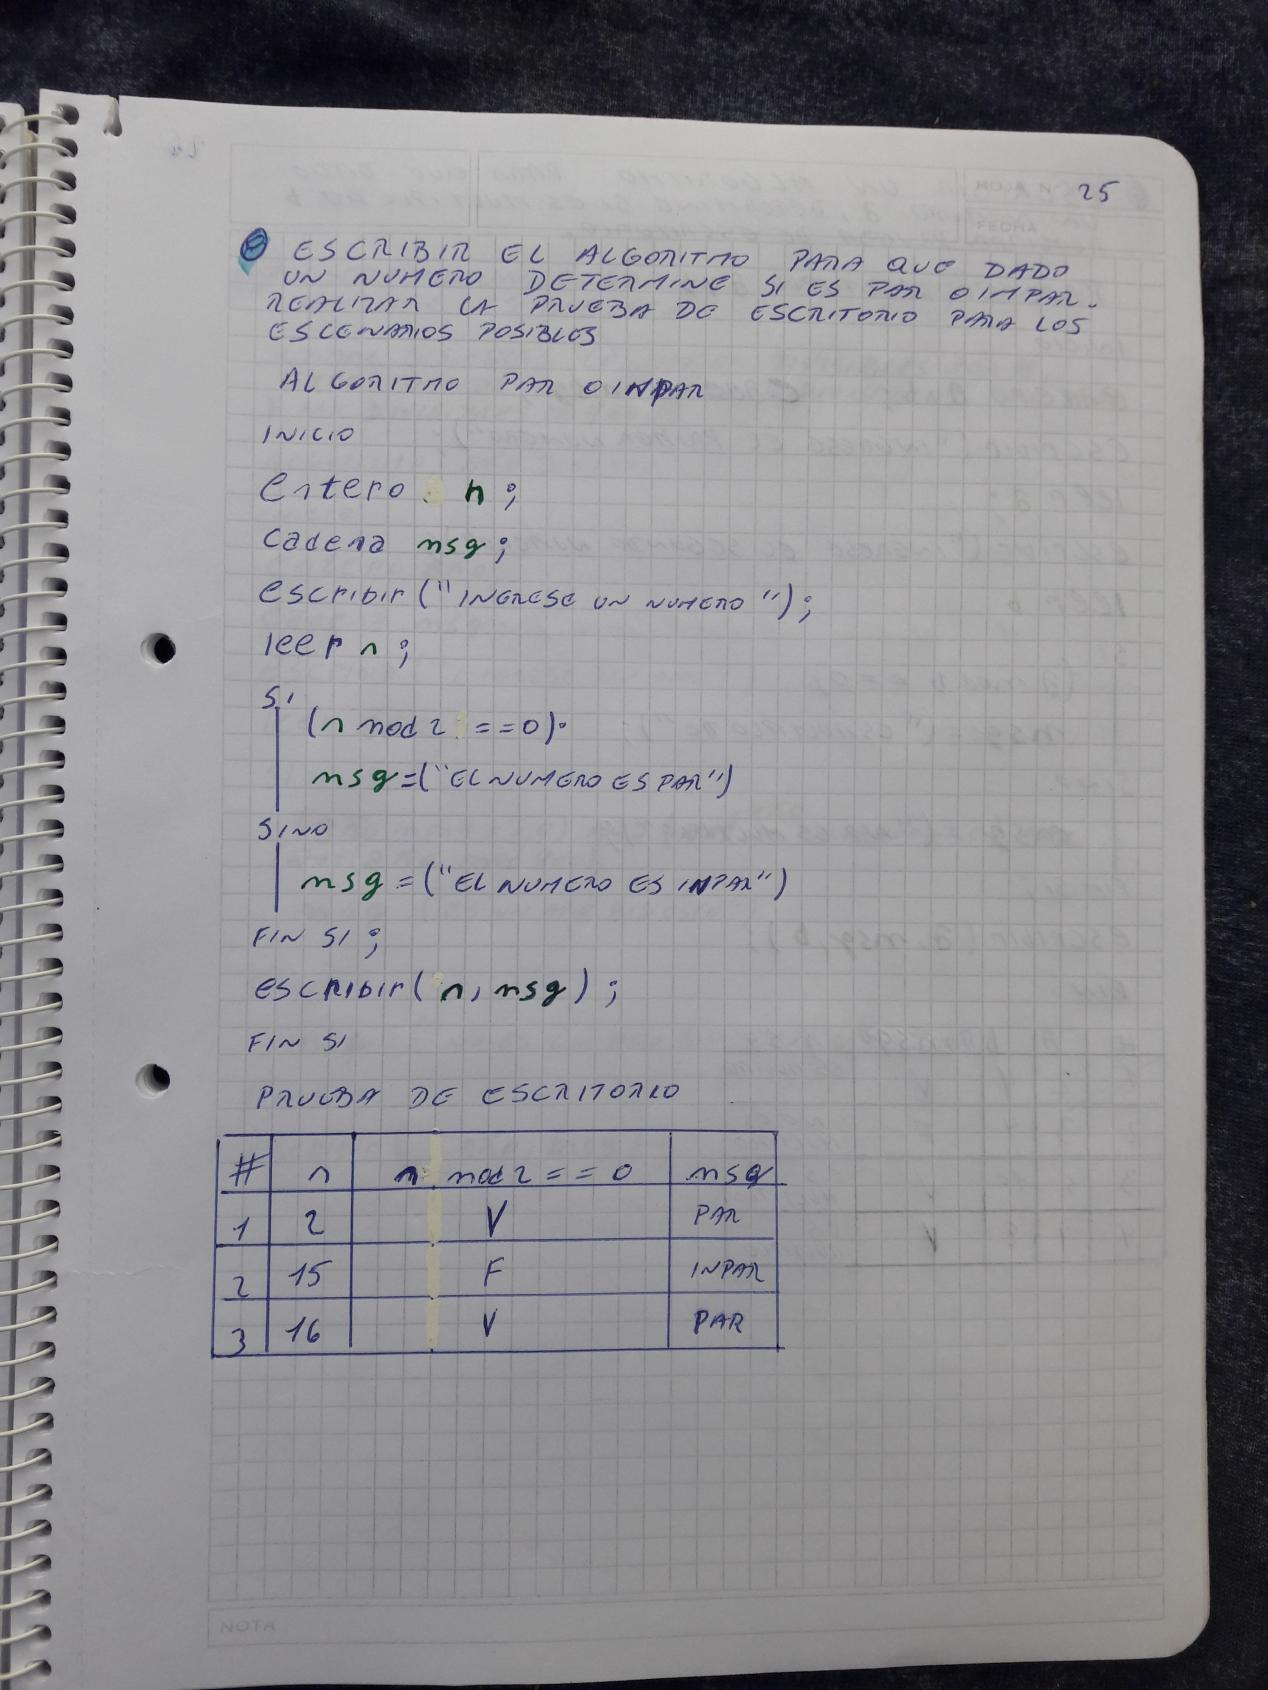 25
FECHA
ESCRIBIR EL ALGORITMO PARA QUE DADO
UN NUMERO DETERMINE SI ES PAR O IMPAR.
REALIZAR LA PRUEBA DE ESCRITORIO PARA LOS
ESCENARIOS POSIBLES
ALGORITMO PAR O INPAR
INICIO
Entero n;
Cadena msg;
Escribir ("INGRESE UN NUMERO");
leer n;
SI
(n mod 2 ==0).
msg=("EL NUMERO ES PAR")
SINO
msg=("EL NUMERO ES INPAR")
FIN SI;
escribir(n, msg);
FIN SI
PRUEBA DE ESCRITORIO
# n n mod 2 == 0 msg
1 2 V PAR
2 15 F INPAR
3 16 V PAR
NOTA